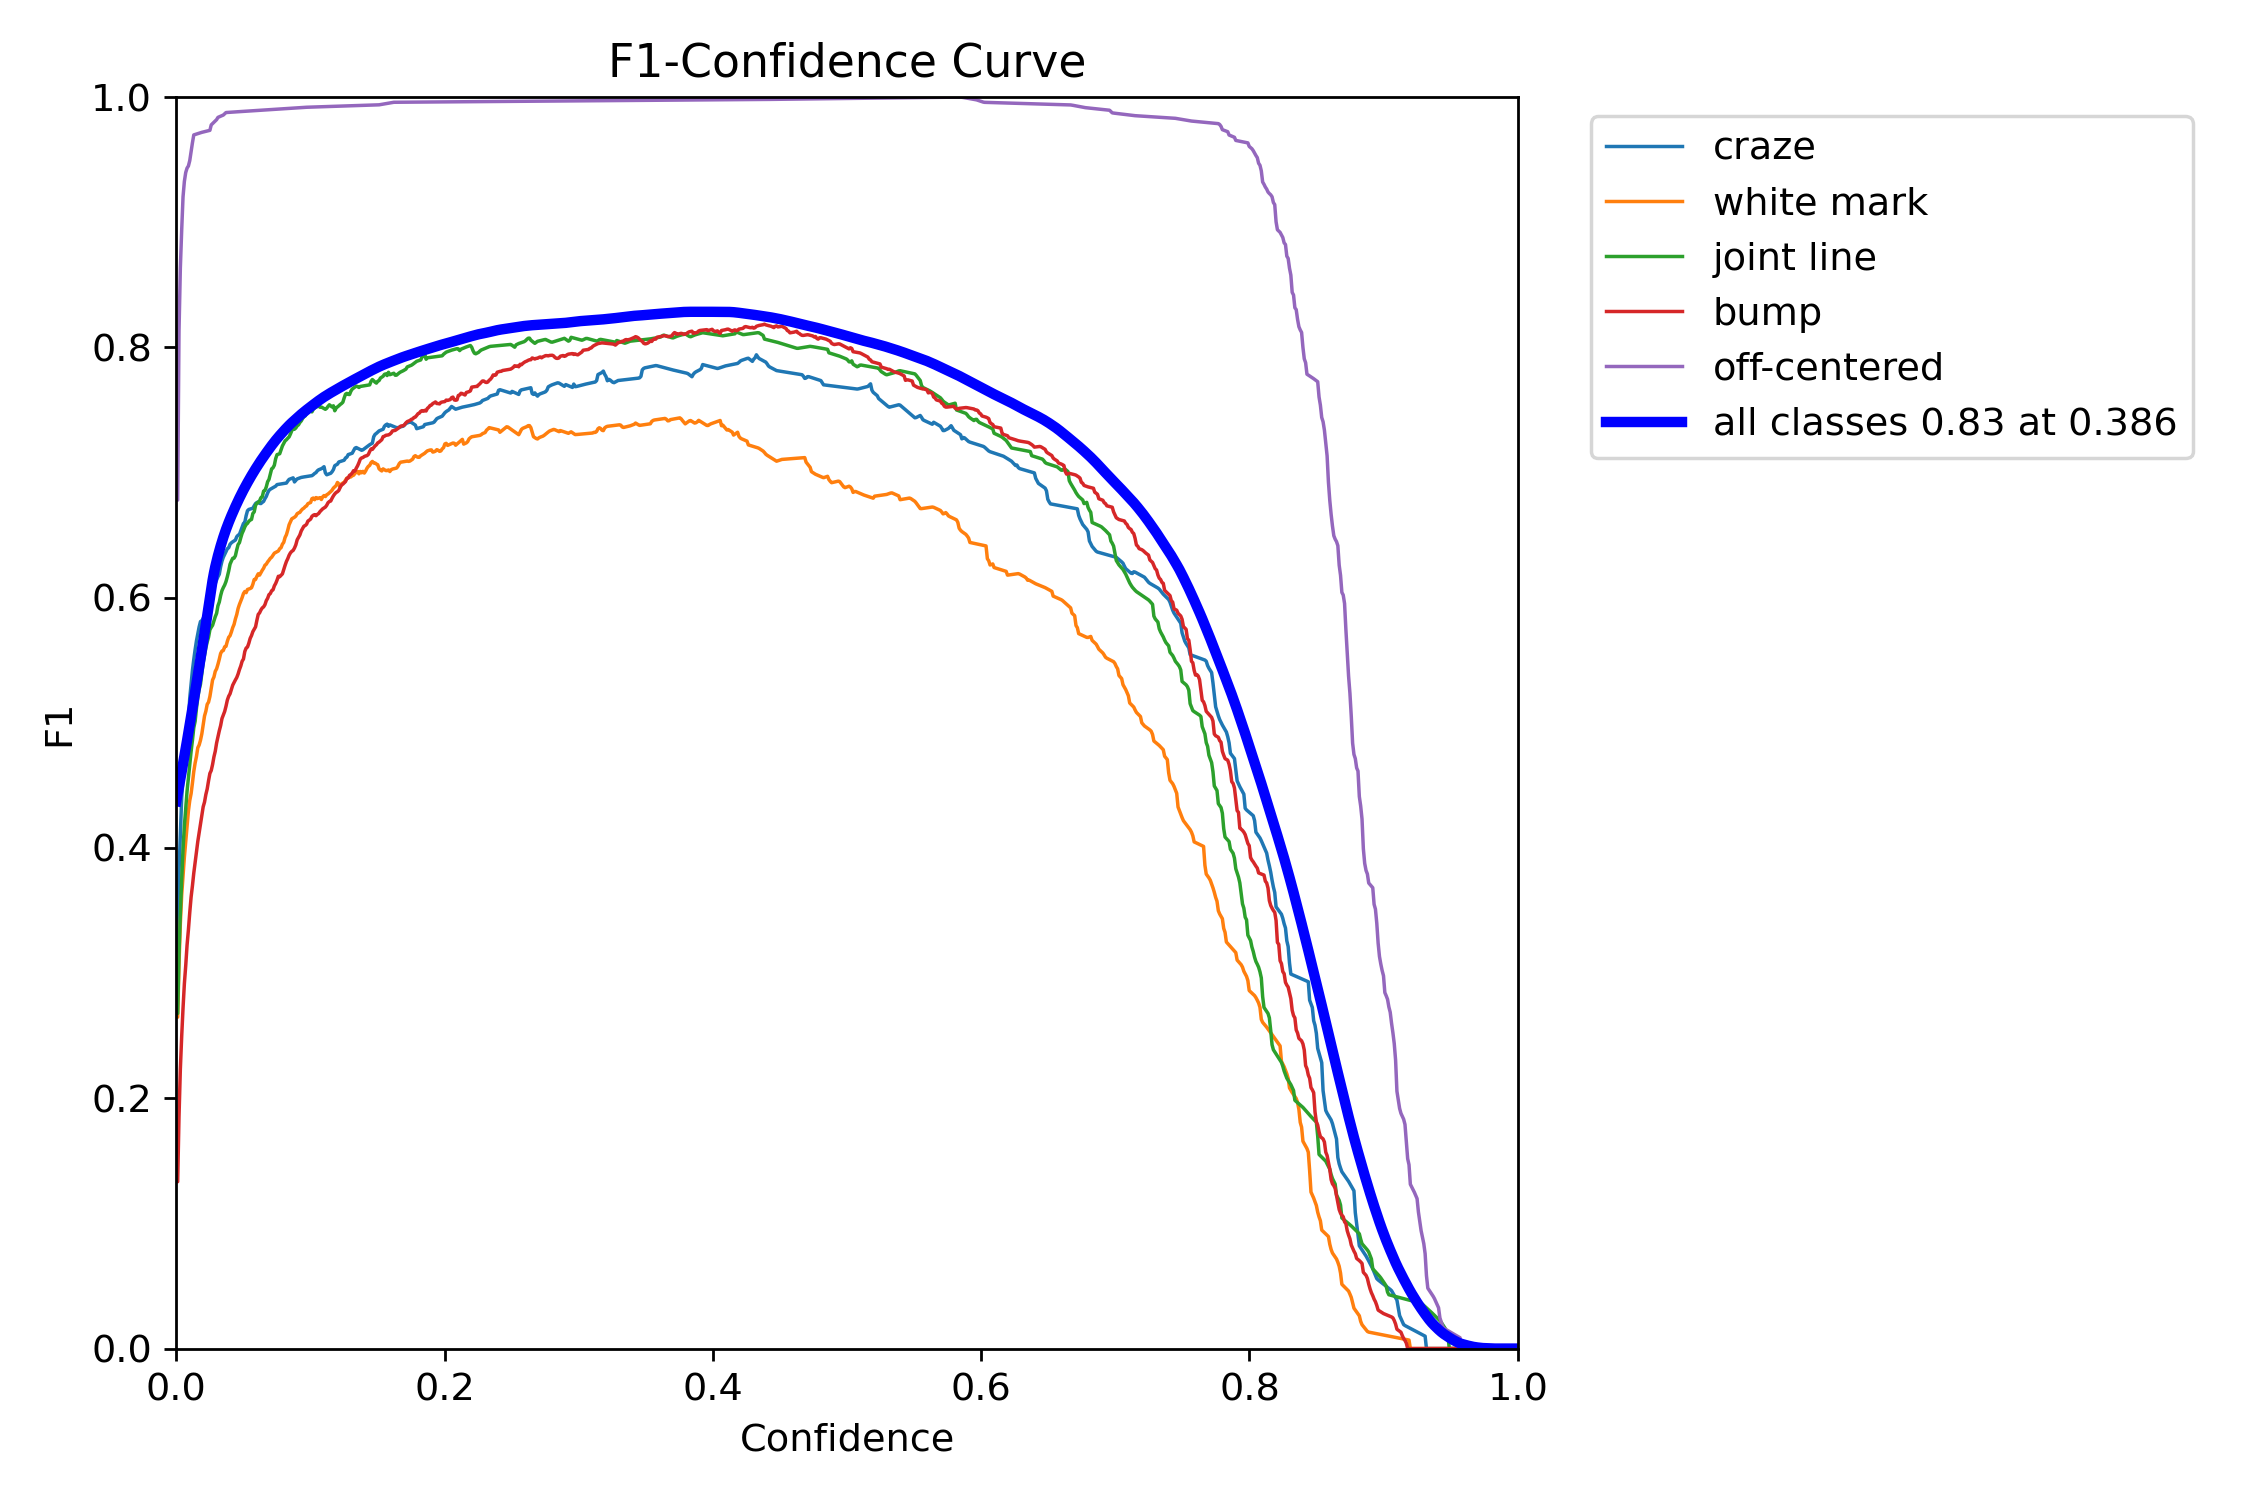 F1-Confidence Curve
1.0
0.8
0.6
0.4
0.2
0.0
F1
0.0 0.2 0.4 0.6 0.8 1.0
Confidence
craze
white mark
joint line
bump
off-centered
all classes 0.83 at 0.386